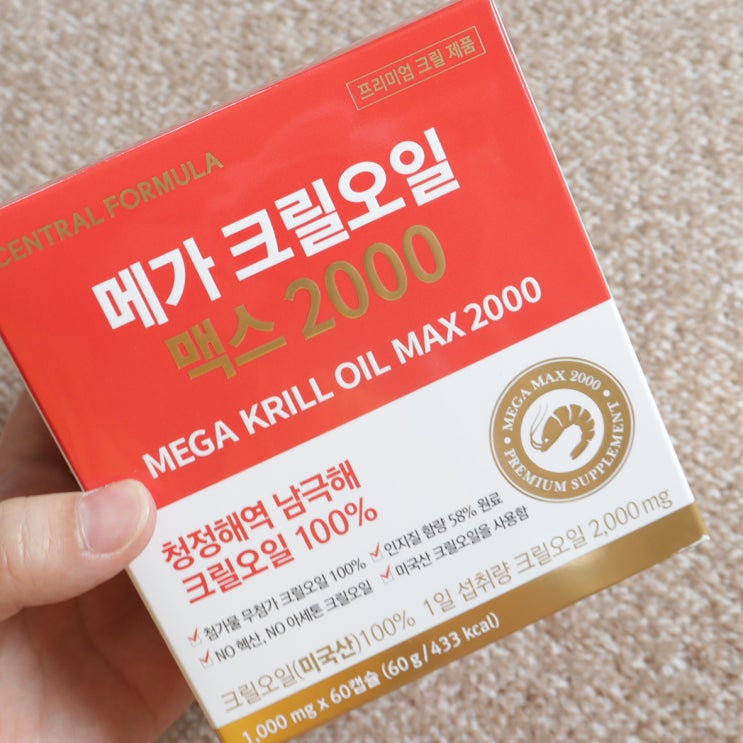 프리미엄 크릴 제품
CENTRAL FORMULA
메가 크릴오일
맥스 2000
MEGA KRILL OIL MAX 2000
MEGA MAX 2000
PREMIUM SUPPLEMENT
청정해역 남극해
크릴오일 100%
✓ 첨가물 무첨가 크릴오일 100% ✓ 인지질 함량 58% 원료
✓ NO 헥산, NO 아세톤 크릴오일 ✓ 미국산 크릴오일을 사용함
크릴오일(미국산)100% 1일 섭취량 크릴오일 2,000 mg
1,000 mg x 60캡슐 (60 g / 433 kcal)